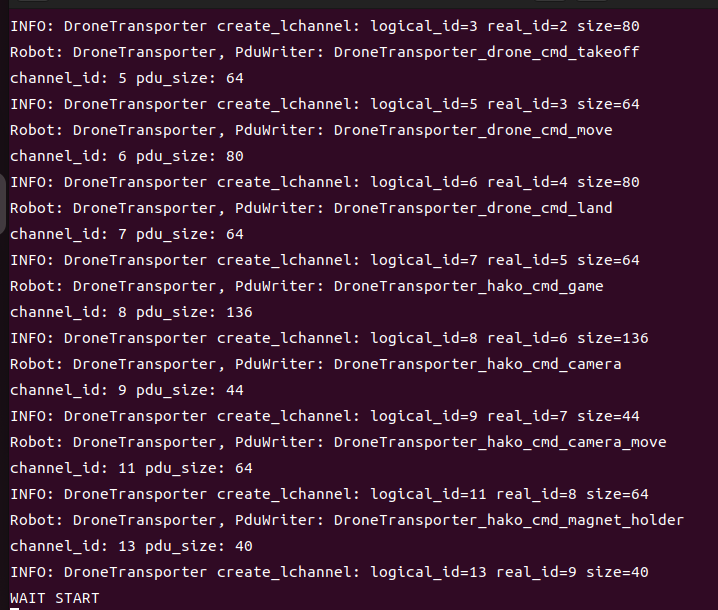 INFO: DroneTransporter create_lchannel: logical_id=3 real_id=2 size=80
Robot: DroneTransporter, PduWriter: DroneTransporter_drone_cmd_takeoff
channel_id: 5 pdu_size: 64
INFO: DroneTransporter create_lchannel: logical_id=5 real_id=3 size=64
Robot: DroneTransporter, PduWriter: DroneTransporter_drone_cmd_move
channel_id: 6 pdu_size: 80
INFO: DroneTransporter create_lchannel: logical_id=6 real_id=4 size=80
Robot: DroneTransporter, PduWriter: DroneTransporter_drone_cmd_land
channel_id: 7 pdu_size: 64
INFO: DroneTransporter create_lchannel: logical_id=7 real_id=5 size=64
Robot: DroneTransporter, PduWriter: DroneTransporter_hako_cmd_game
channel_id: 8 pdu_size: 136
INFO: DroneTransporter create_lchannel: logical_id=8 real_id=6 size=136
Robot: DroneTransporter, PduWriter: DroneTransporter_hako_cmd_camera
channel_id: 9 pdu_size: 44
INFO: DroneTransporter create_lchannel: logical_id=9 real_id=7 size=44
Robot: DroneTransporter, PduWriter: DroneTransporter_hako_cmd_camera_move
channel_id: 11 pdu_size: 64
INFO: DroneTransporter create_lchannel: logical_id=11 real_id=8 size=64
Robot: DroneTransporter, PduWriter: DroneTransporter_hako_cmd_magnet_holder
channel_id: 13 pdu_size: 40
INFO: DroneTransporter create_lchannel: logical_id=13 real_id=9 size=40
WAIT START